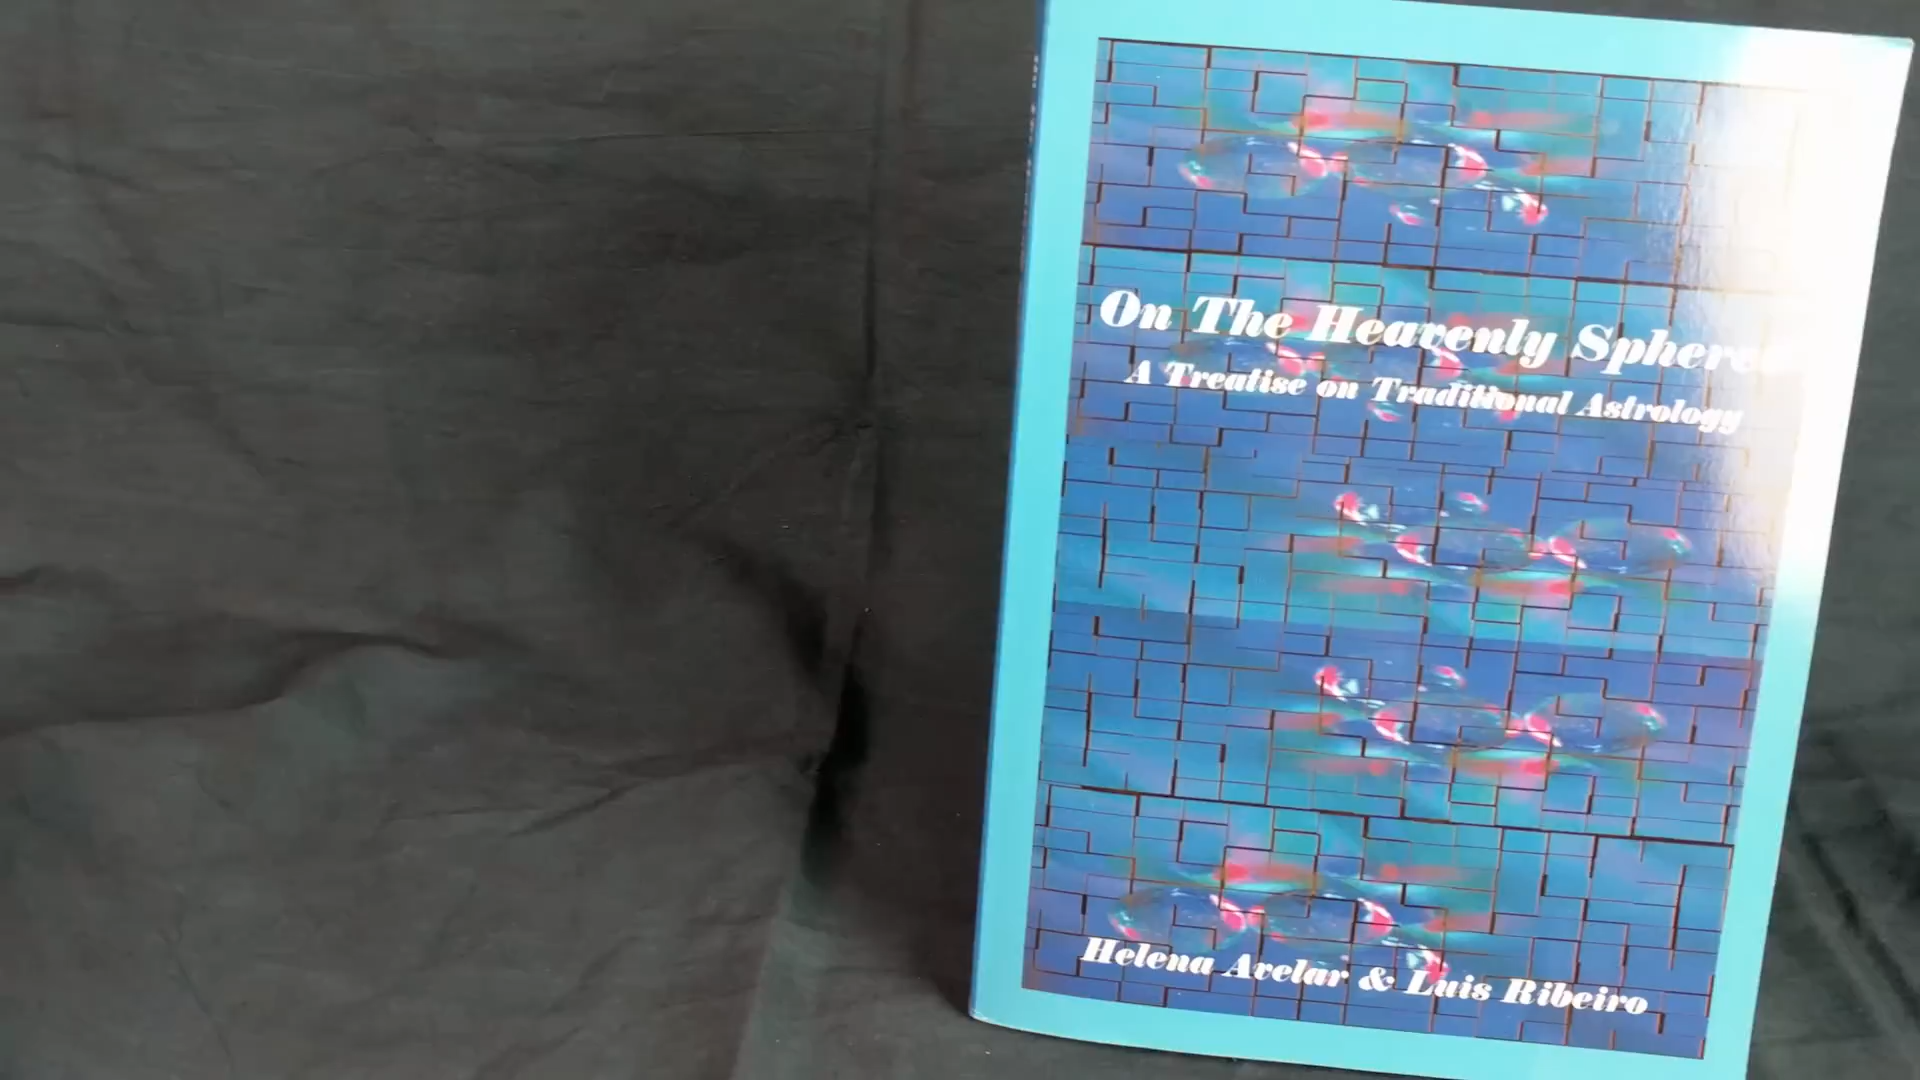 On The Heavenly Spheres
A Treatise on Traditional Astrology
Helena Avelar & Luis Ribeiro